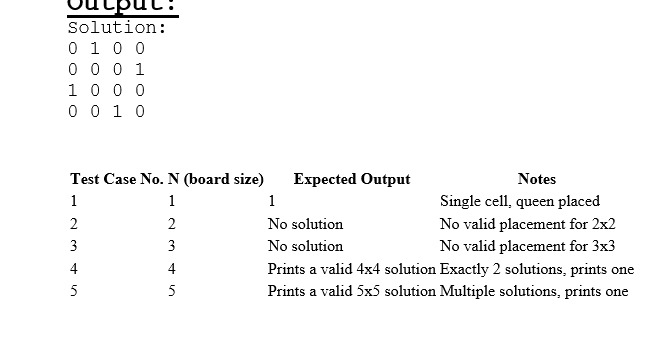 Output:
Solution:
0 1 0 0
0 0 0 1
1 0 0 0
0 0 1 0
Test Case No. N (board size) Expected Output Notes
1 1 1 Single cell, queen placed
2 2 No solution No valid placement for 2x2
3 3 No solution No valid placement for 3x3
4 4 Prints a valid 4x4 solution Exactly 2 solutions, prints one
5 5 Prints a valid 5x5 solution Multiple solutions, prints one